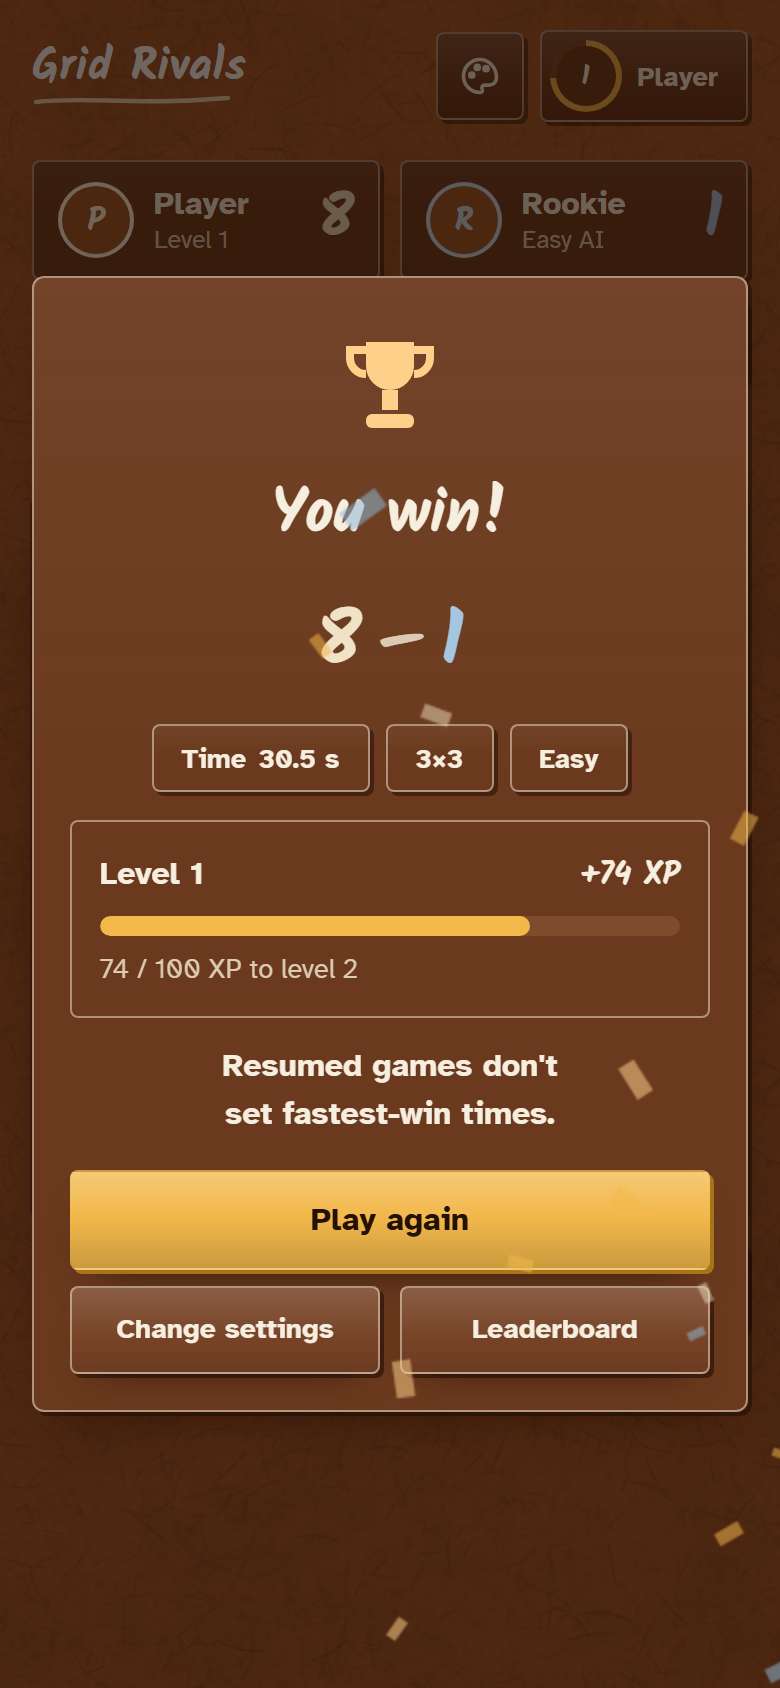 Grid Rivals
1 Player
P Player 8
Level 1
R Rookie 1
Easy AI
You win!
8 – 1
Time 30.5 s
3×3
Easy
Level 1 +74 XP
74 / 100 XP to level 2
Resumed games don't
set fastest-win times.
Play again
Change settings
Leaderboard